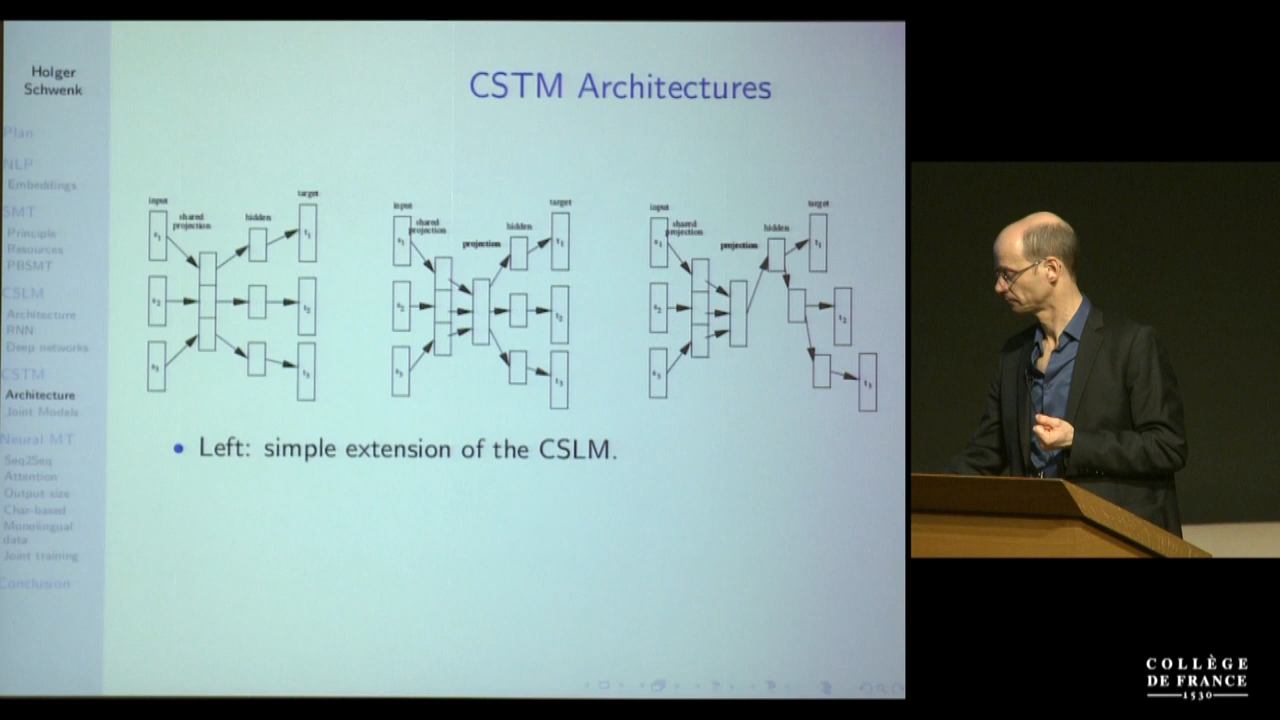 Holger
Schwenk
Plan
NLP
Embeddings
SMT
Principle
Resources
PBSMT
CSLM
Architecture
RNN
Deep networks
CSTM
Architecture
Joint Models
Neural MT
Seq2Seq
Attention
Output size
Char-based
Monolingual
data
Joint training
Conclusion
CSTM Architectures
input
shared
projection
hidden
target
input
shared
projection
projection
hidden
target
input
shared
projection
projection
hidden
target
• Left: simple extension of the CSLM.
COLLÈGE
DE FRANCE
1530